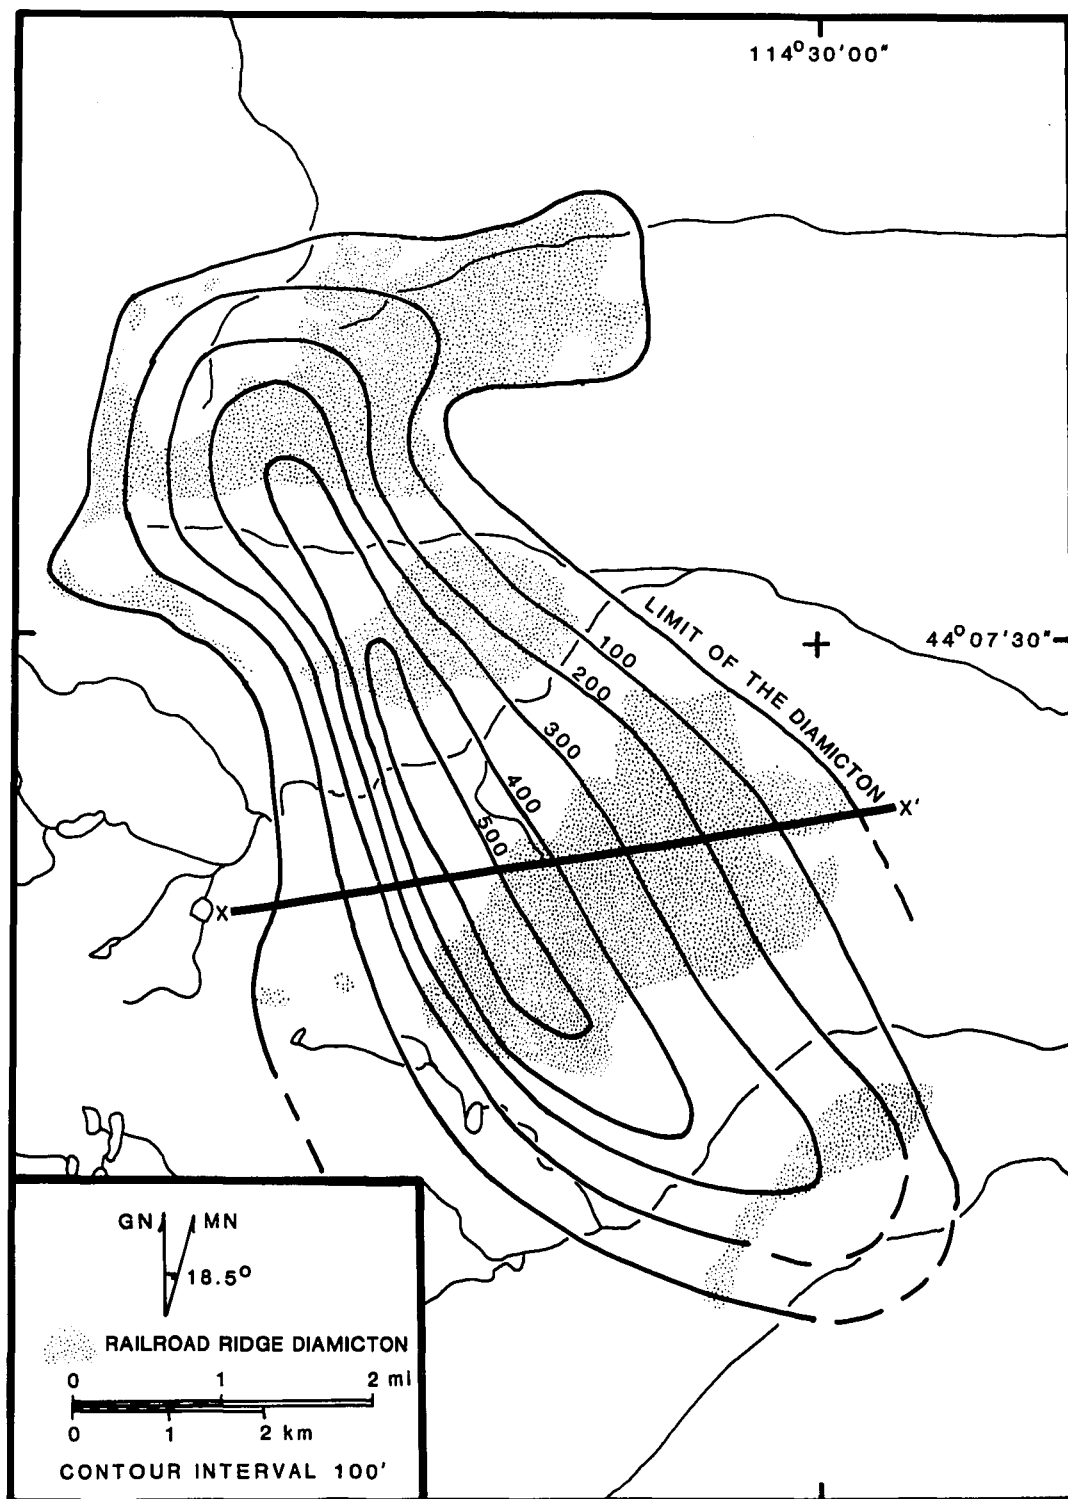 114°30'00"
44°07'30"
LIMIT OF THE DIAMICTON
100
200
300
400
500
X
X'
GN MN
18.5°
RAILROAD RIDGE DIAMICTON
0 1 2 mi
0 1 2 km
CONTOUR INTERVAL 100'